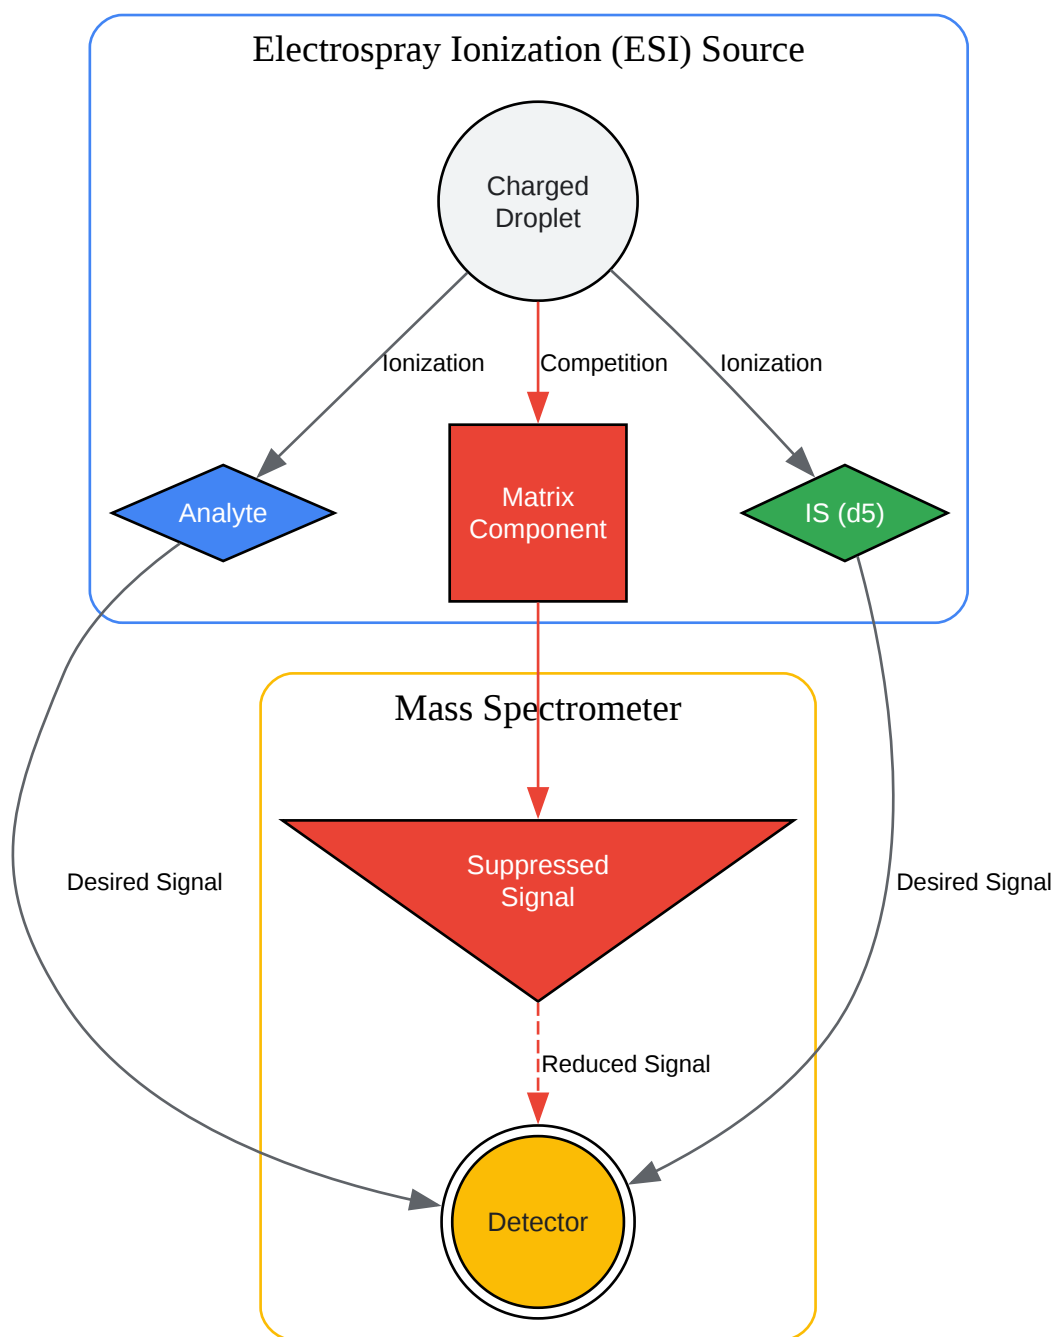 Electrospray Ionization (ESI) Source
Charged
Droplet
Ionization
Competition
Ionization
Analyte
Matrix
Component
IS (d5)
Mass Spectrometer
Suppressed
Signal
Desired Signal
Desired Signal
Reduced Signal
Detector